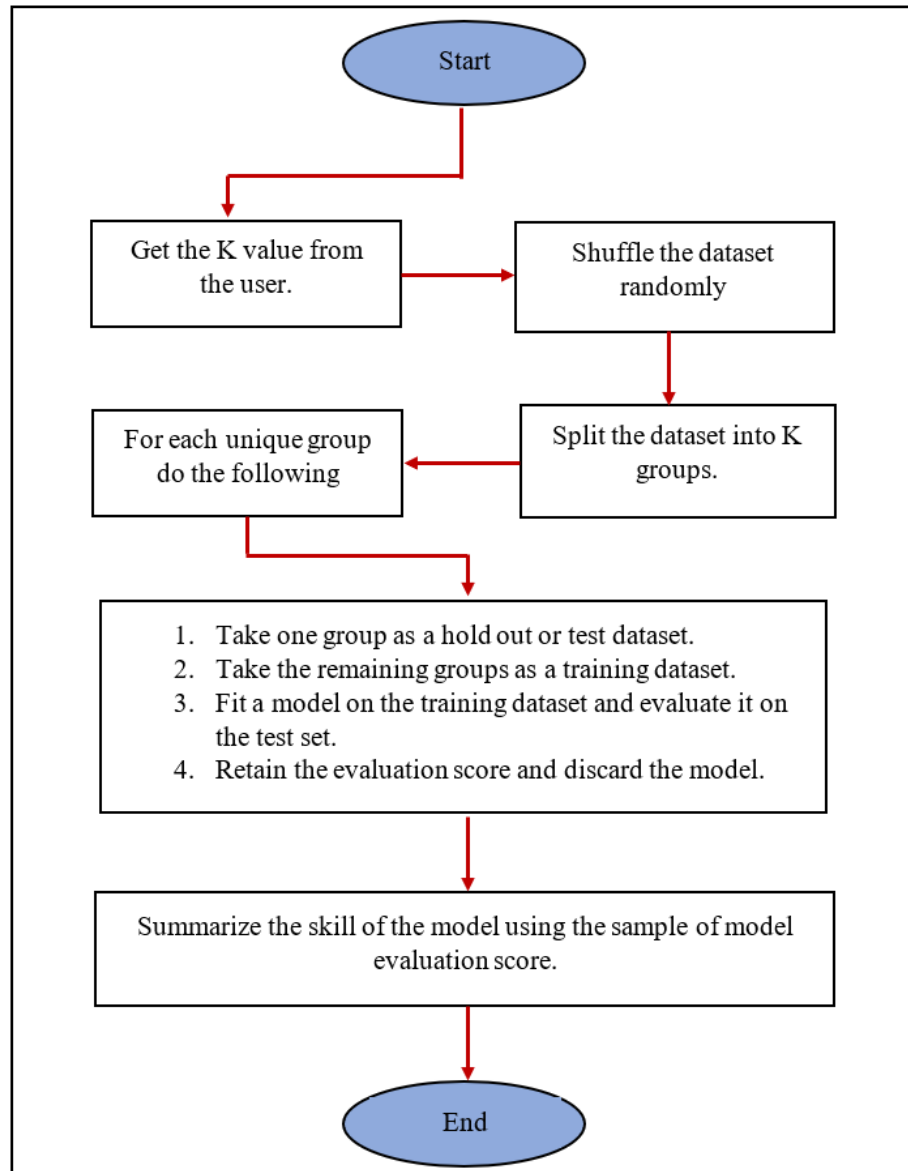 Start
Get the K value from
the user.
Shuffle the dataset
randomly
Split the dataset into K
groups.
For each unique group
do the following
1. Take one group as a hold out or test dataset.
2. Take the remaining groups as a training dataset.
3. Fit a model on the training dataset and evaluate it on
the test set.
4. Retain the evaluation score and discard the model.
Summarize the skill of the model using the sample of model
evaluation score.
End